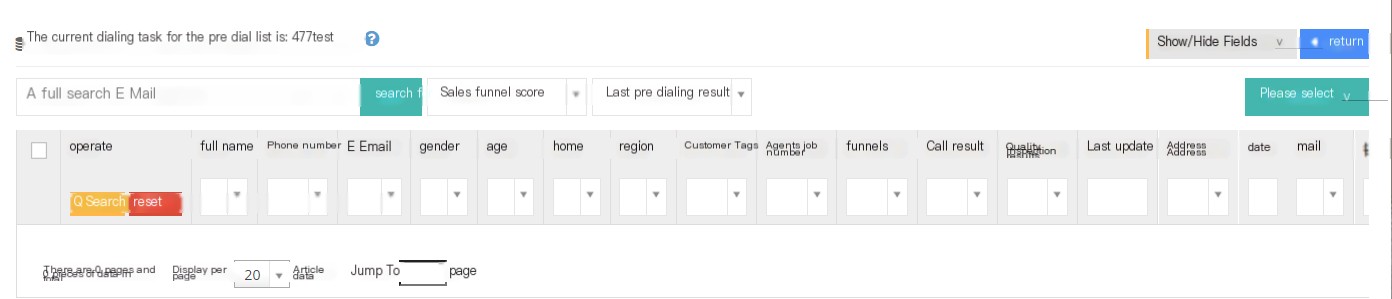 The current dialing task for the pre dial list is: 477test
Show/Hide Fields
return
A full search E Mail
search f
Sales funnel score
Last pre dialing result
Please select
operate
full name
Phone number
E Email
gender
age
home
region
Customer Tags
Agents job
number
funnels
Call result
Quality
inspection
results
Last update
Address
Address
date
mail
Q Search
reset
There are 0 pages and
0 pieces of data in
total
Display per
page
20
Article
data
Jump To
page